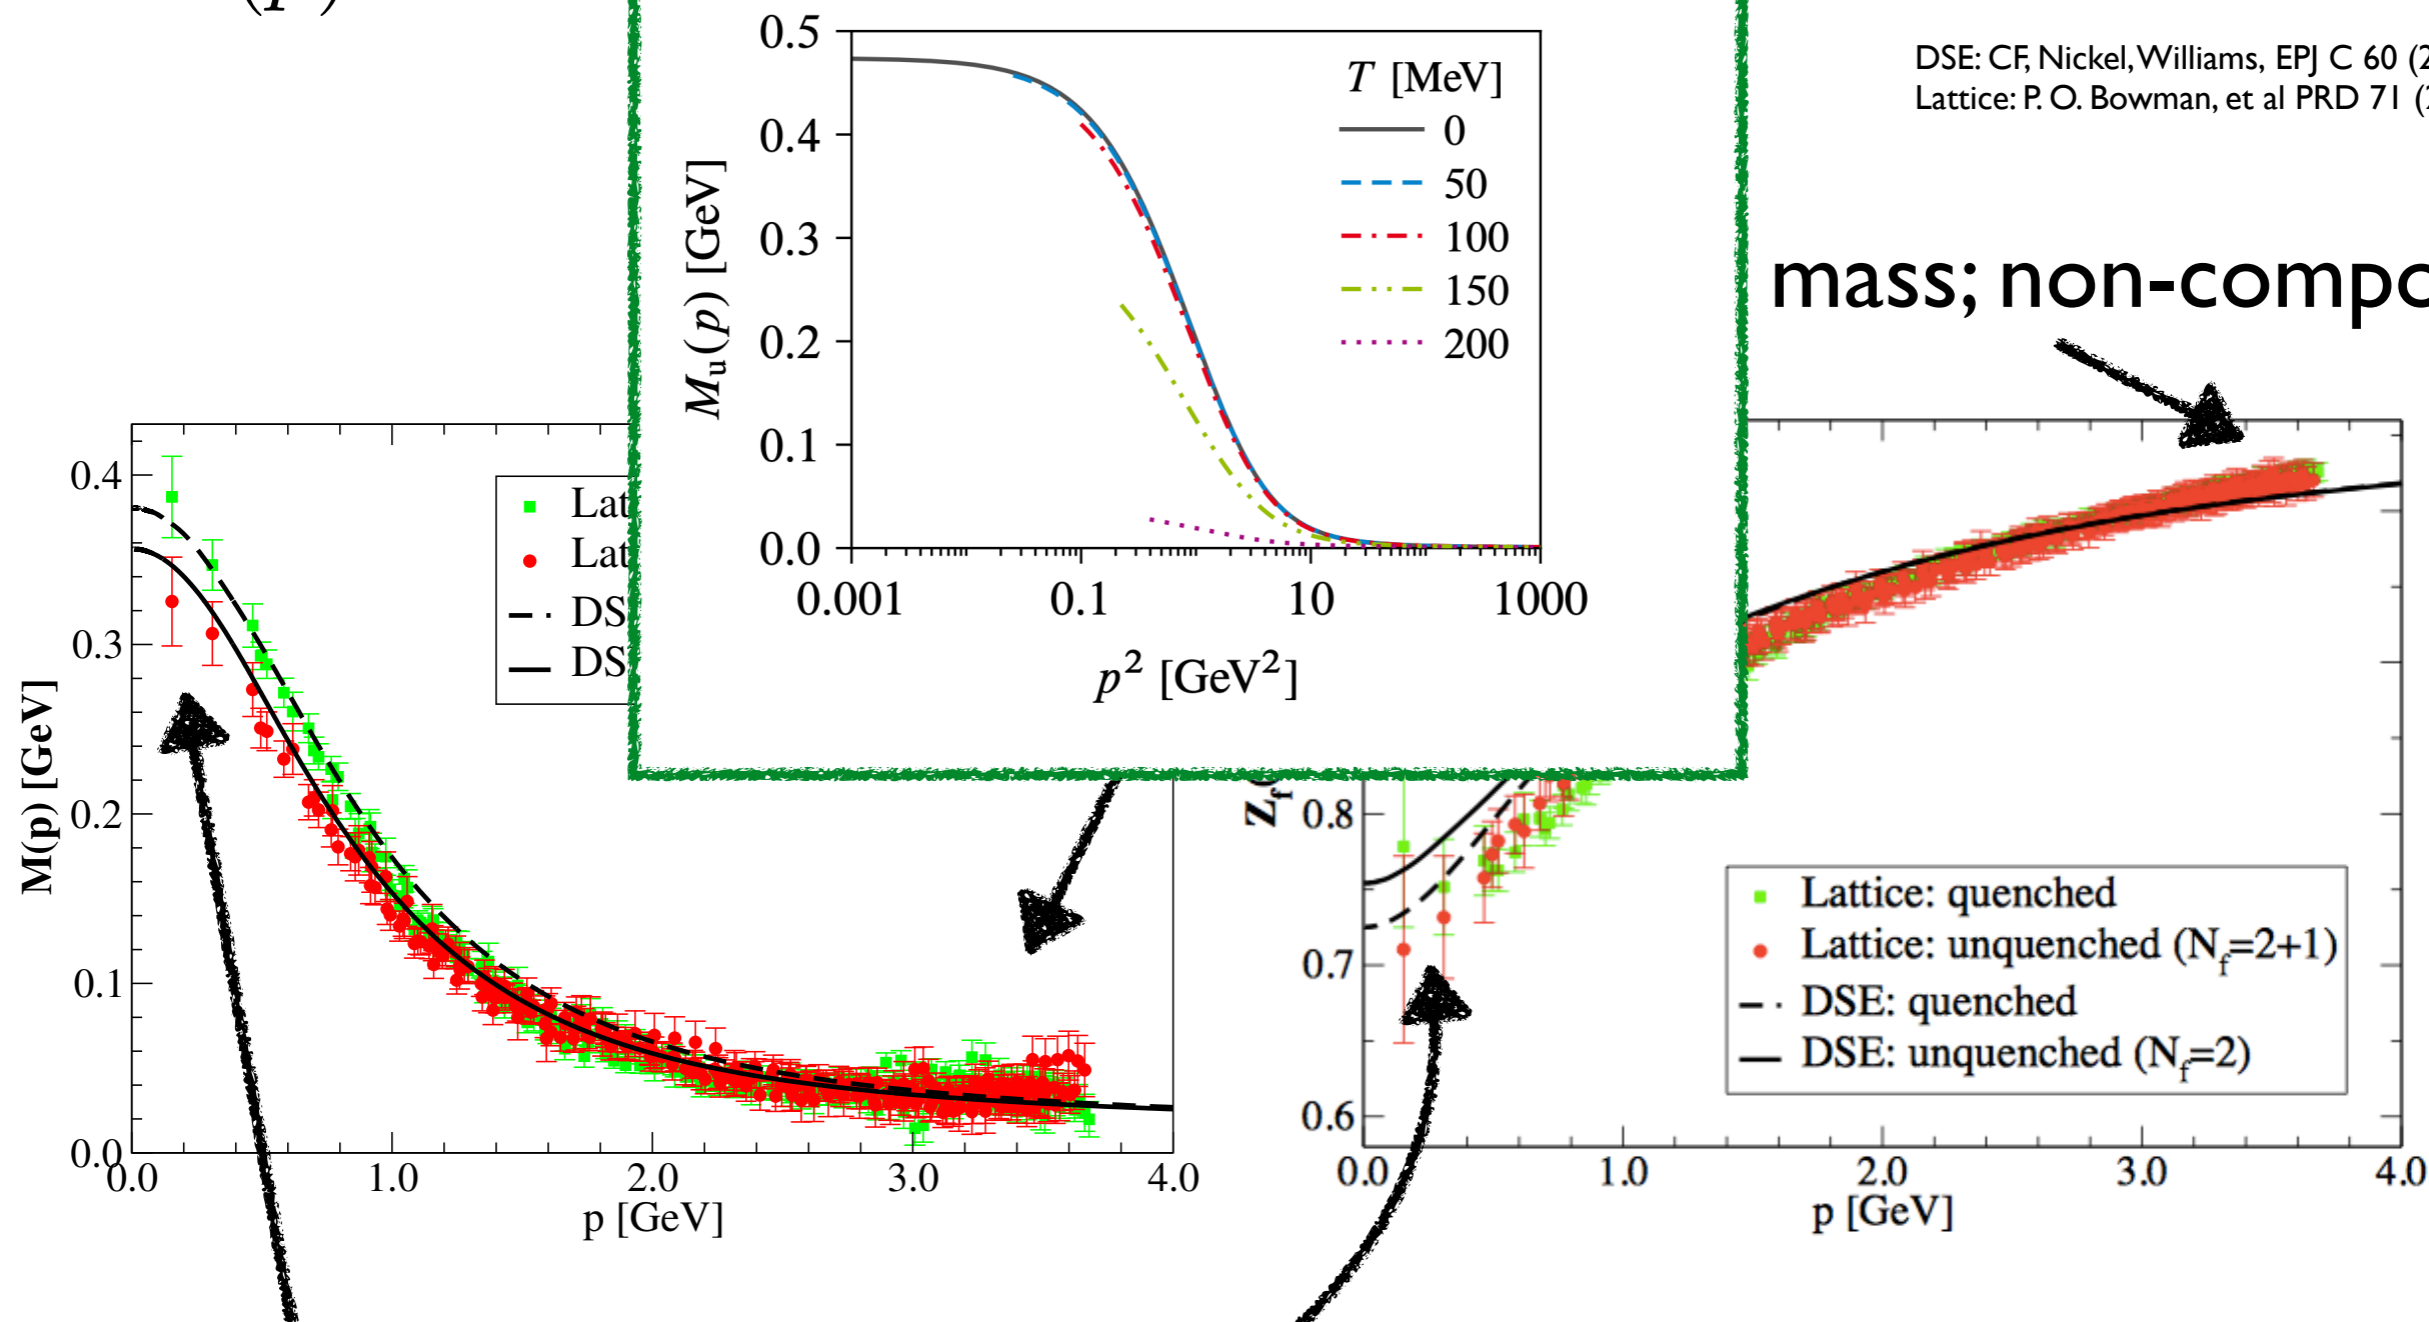 (p
DSE: CF, Nickel, Williams, EPJ C 60 (2
Lattice: P. O. Bowman, et al PRD 71 (2
0.5
0.4
0.3
0.2
0.1
0.0
M_u(p) [GeV]
T [MeV]
0
50
100
150
200
0.001 0.1 10 1000
p² [GeV²]
mass; non-compo
0.4
0.3
0.2
0.1
0.0
M(p) [GeV]
Lat
Lat
DS
DS
0.0 1.0 2.0 3.0 4.0
p [GeV]
Z_f
0.8
0.7
0.6
Lattice: quenched
Lattice: unquenched (N_f=2+1)
DSE: quenched
DSE: unquenched (N_f=2)
0.0 1.0 2.0 3.0 4.0
p [GeV]